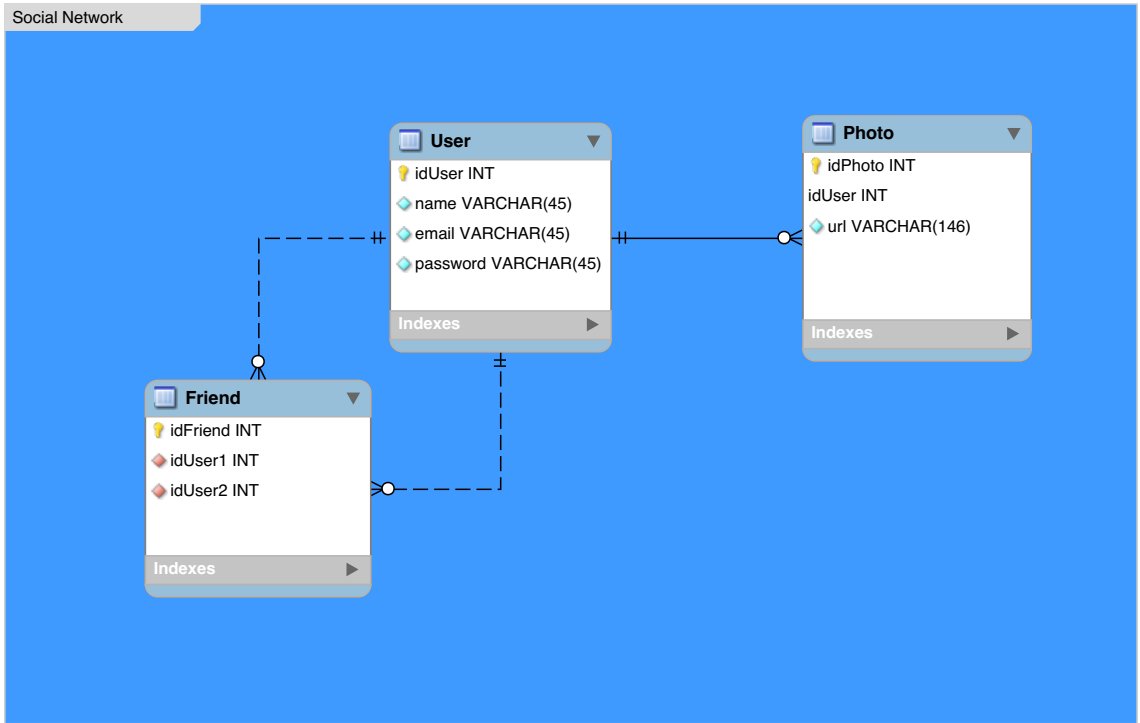 Social Network
User
idUser INT
name VARCHAR(45)
email VARCHAR(45)
password VARCHAR(45)
Indexes
Photo
idPhoto INT
idUser INT
url VARCHAR(146)
Indexes
Friend
idFriend INT
idUser1 INT
idUser2 INT
Indexes